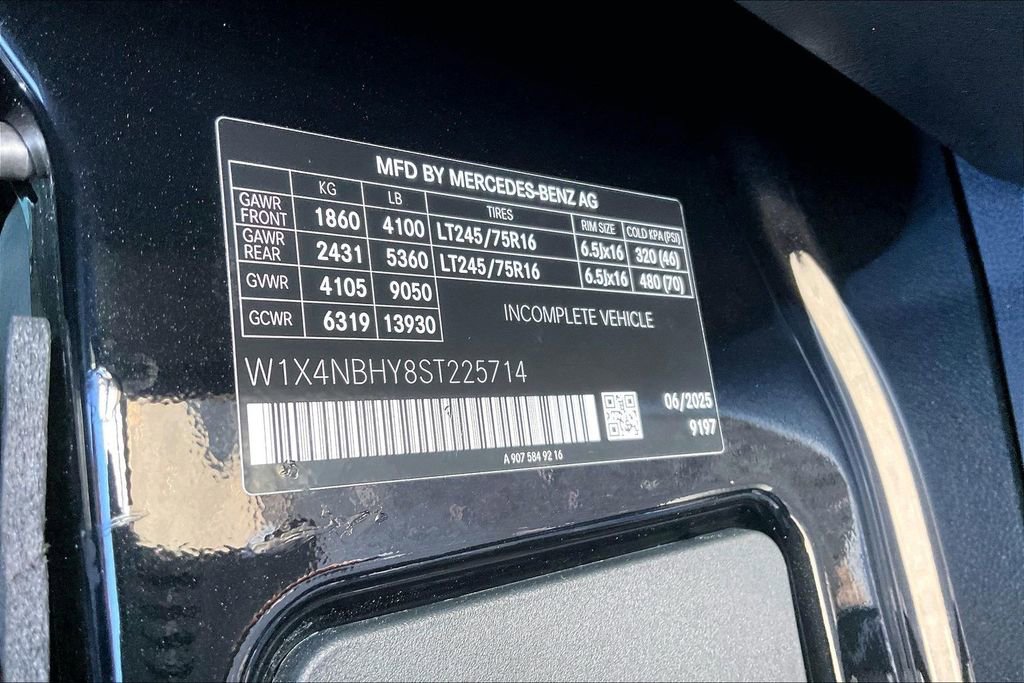 MFD BY MERCEDES-BENZ AG
KG LB TIRES RIM SIZE COLD KPA (PSI)
GAWR FRONT 1860 4100 LT245/75R16 6.5Jx16 320 (46)
GAWR REAR 2431 5360 LT245/75R16 6.5Jx16 480 (70)
GVWR 4105 9050
GCWR 6319 13930
INCOMPLETE VEHICLE
W1X4NBHY8ST225714
06/2025
9197
A 907 584 92 16